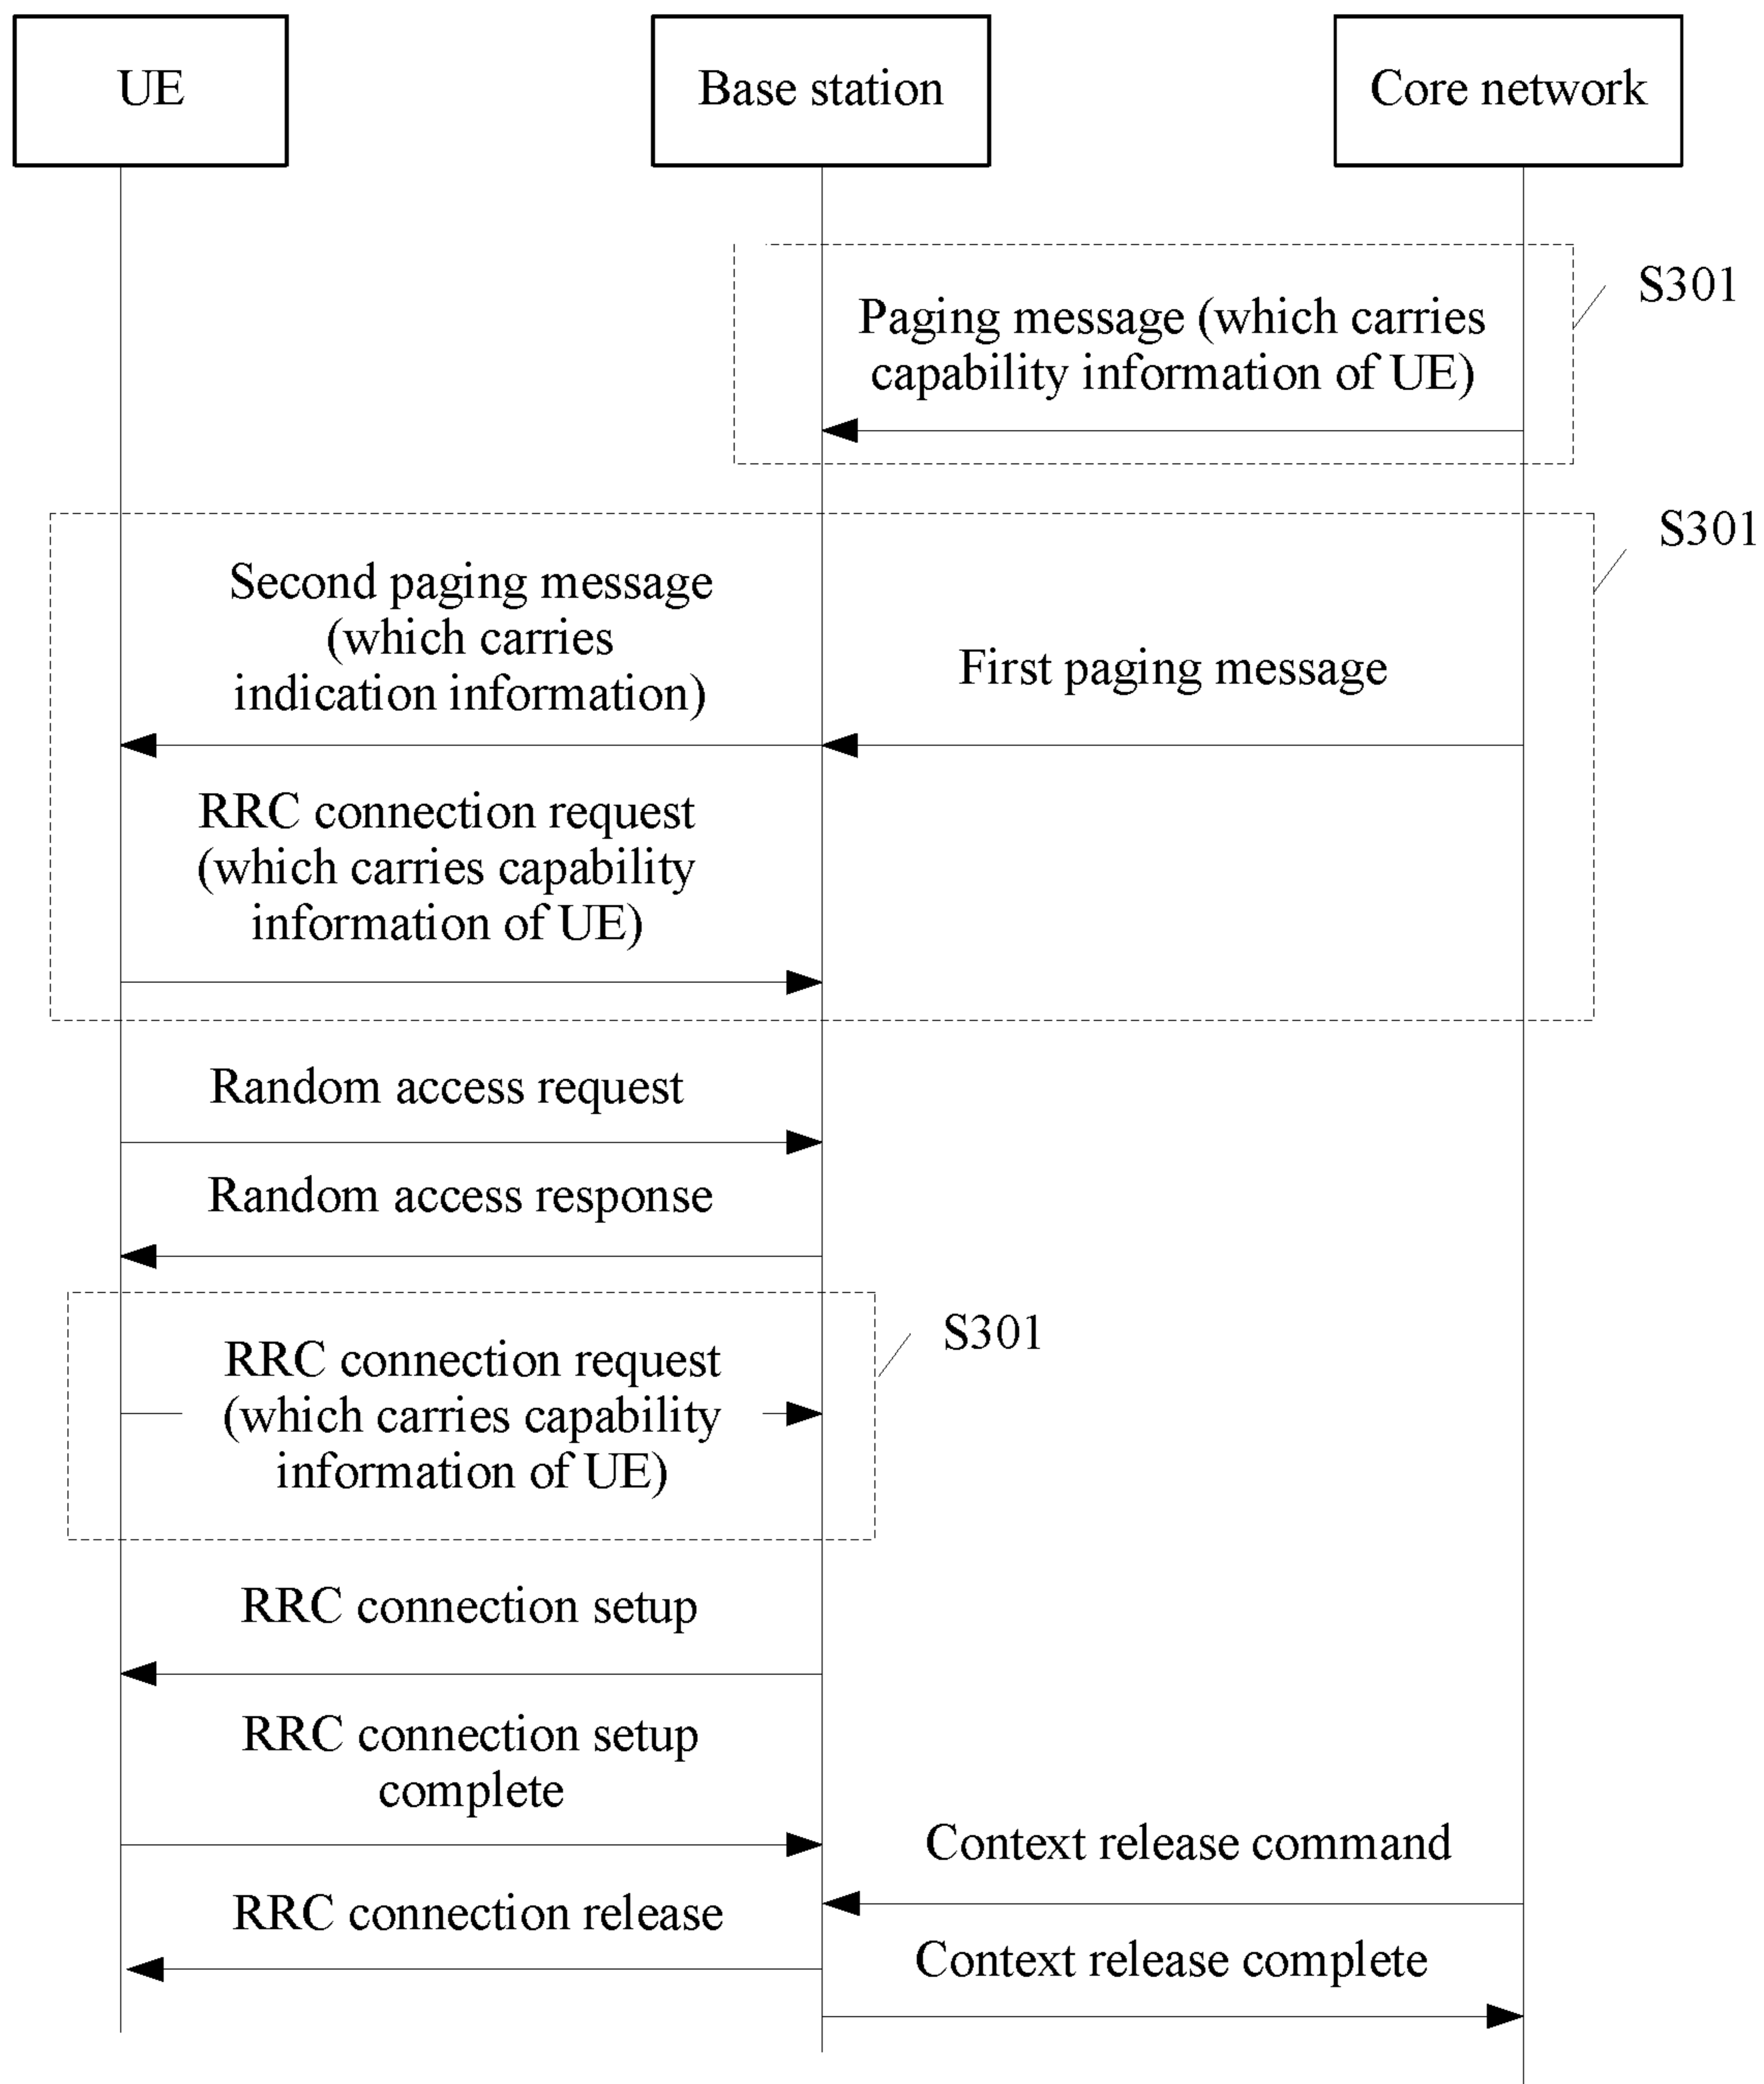 UE
Base station
Core network
S301
Paging message (which carries
capability information of UE)
S301
Second paging message
(which carries
indication information)
First paging message
RRC connection request
(which carries capability
information of UE)
Random access request
Random access response
S301
RRC connection request
(which carries capability
information of UE)
RRC connection setup
RRC connection setup
complete
Context release command
RRC connection release
Context release complete